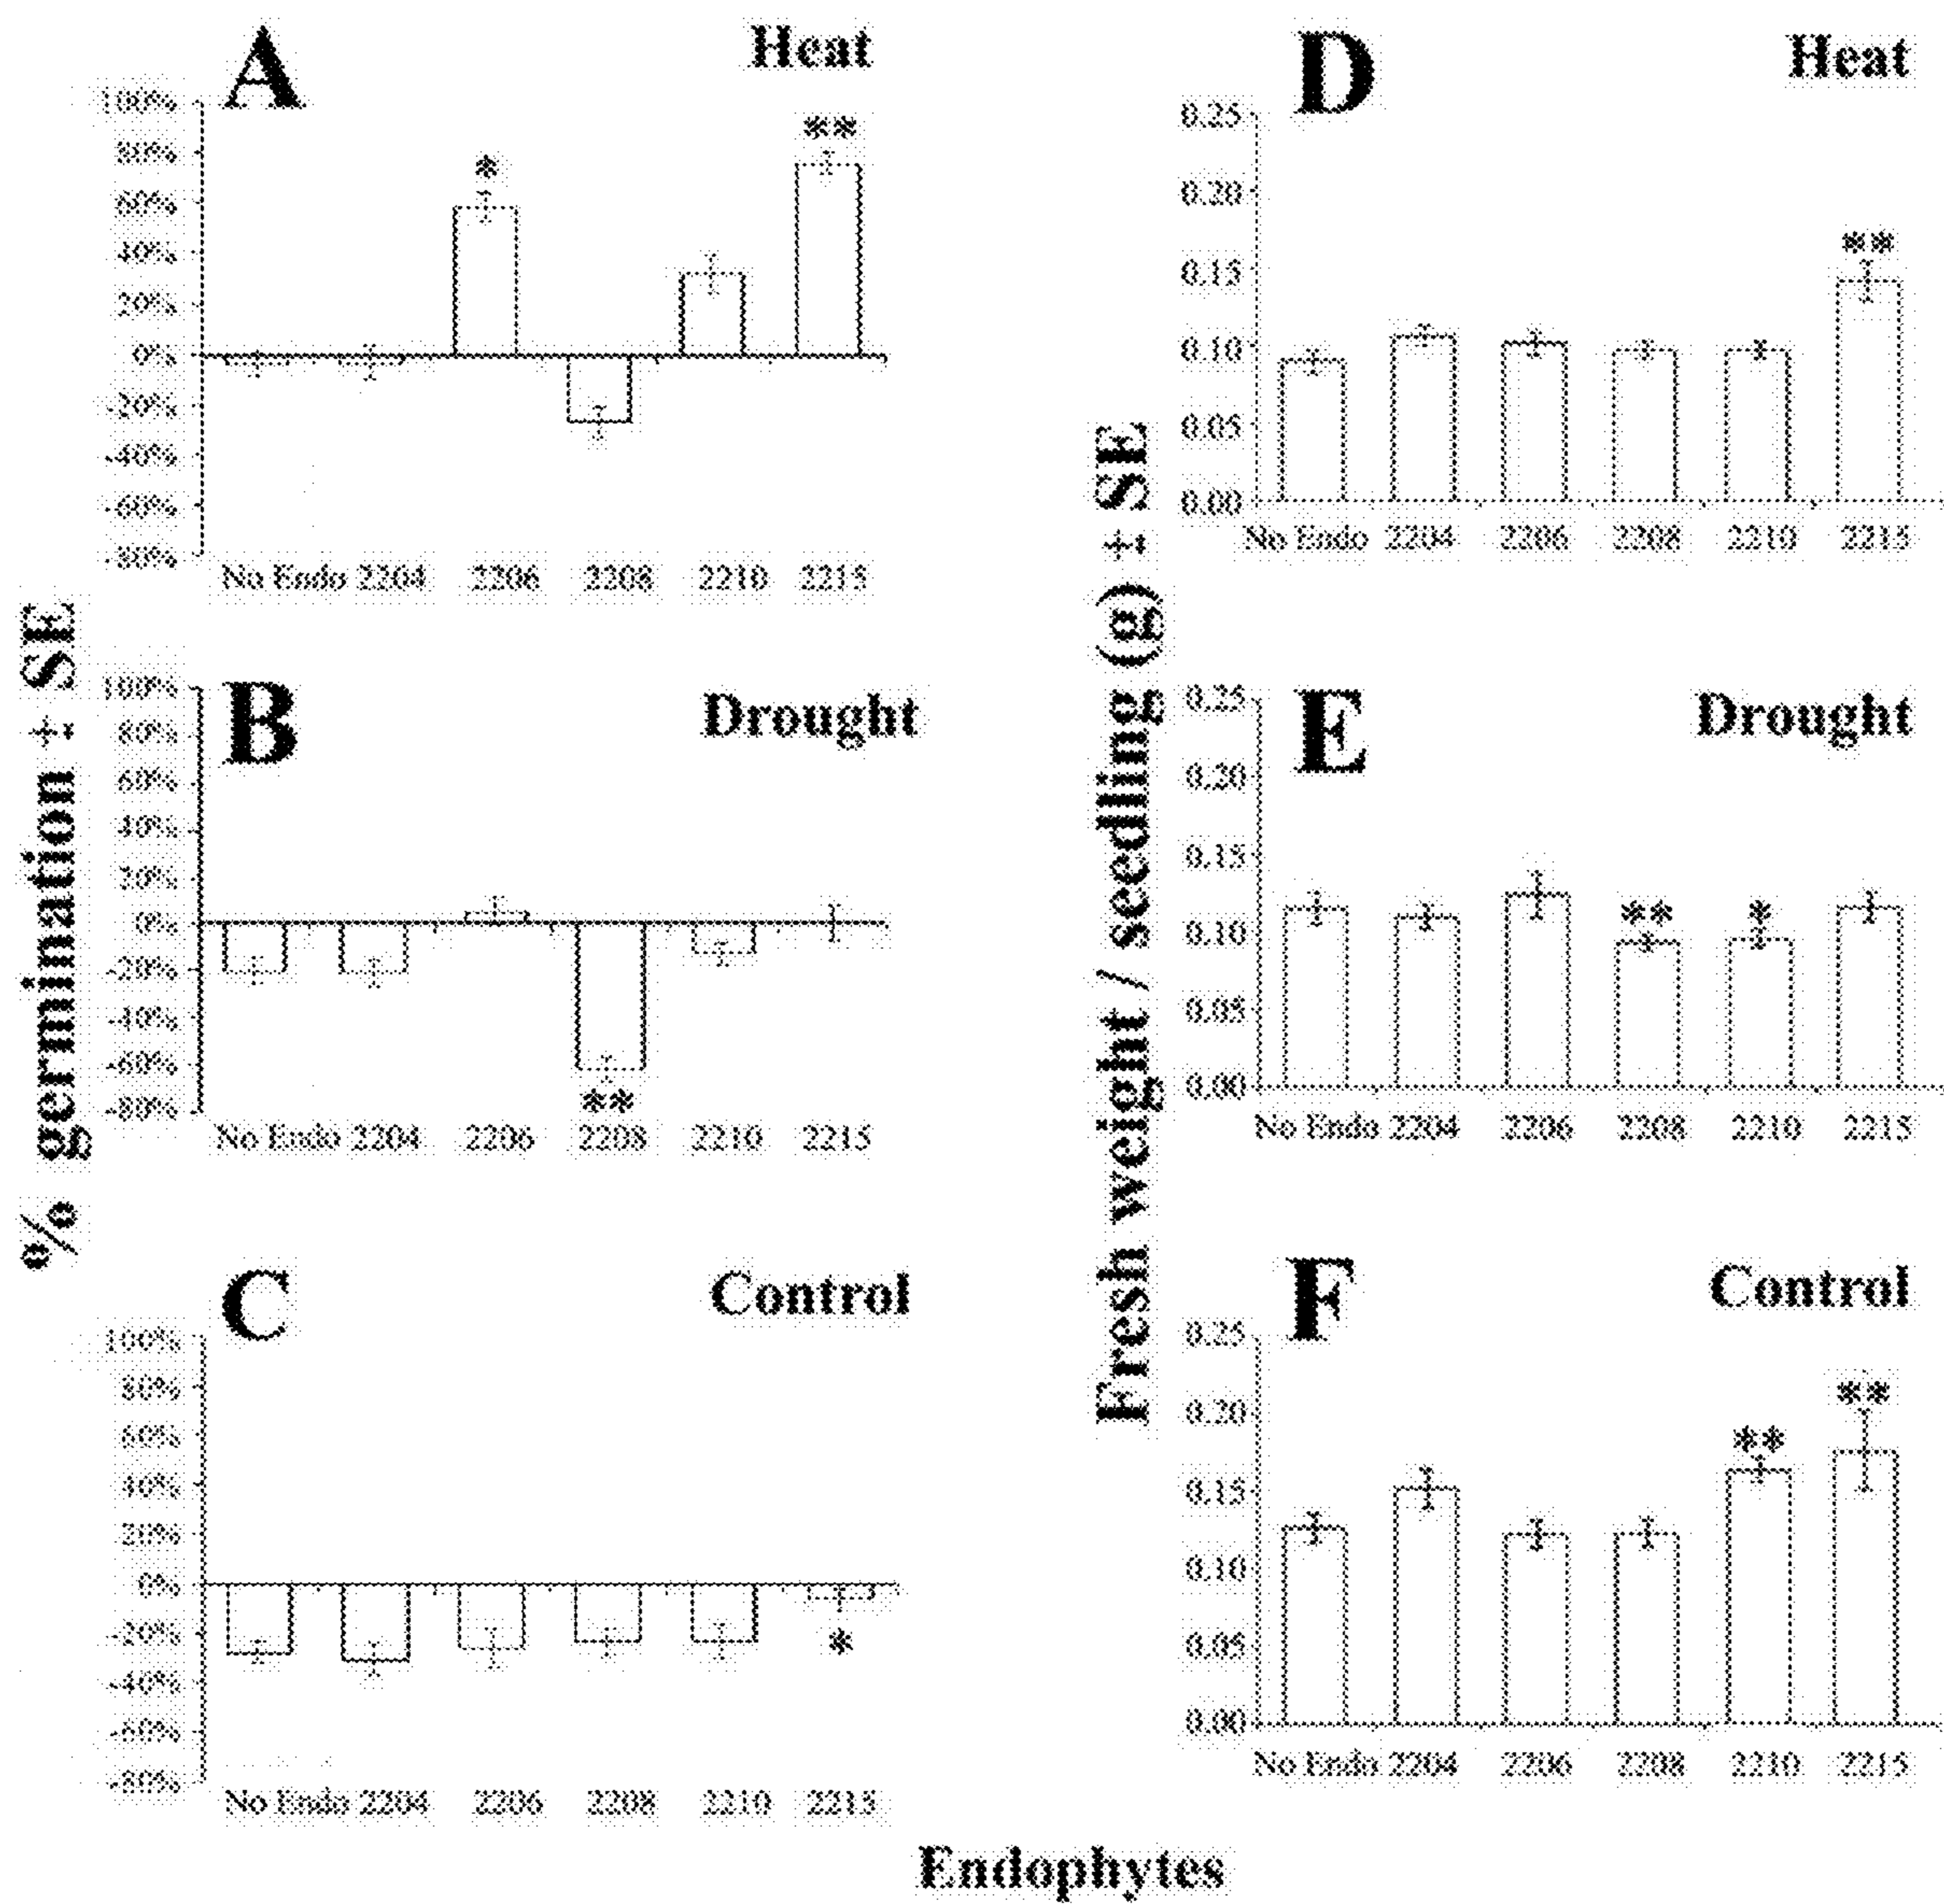 % germination ± SE
A
Heat
100%
80%
*
**
60%
40%
20%
0%
-20%
-40%
-60%
-80%
No Endo 2204 2206 2208 2210 2215
B
Drought
100%
80%
60%
40%
20%
0%
-20%
-40%
-60%
-80%
**
No Endo 2204 2206 2208 2210 2215
C
Control
100%
80%
60%
40%
20%
0%
-20%
-40%
-60%
-80%
*
No Endo 2204 2206 2208 2210 2215
Fresh weight / seedling (g) ± SE
D
Heat
0.25
0.20
0.15
0.10
0.05
0.00
**
No Endo 2204 2206 2208 2210 2215
E
Drought
0.25
0.20
0.15
0.10
0.05
0.00
** *
No Endo 2204 2206 2208 2210 2215
F
Control
0.25
0.20
0.15
0.10
0.05
0.00
** **
No Endo 2204 2206 2208 2210 2215
Endophytes